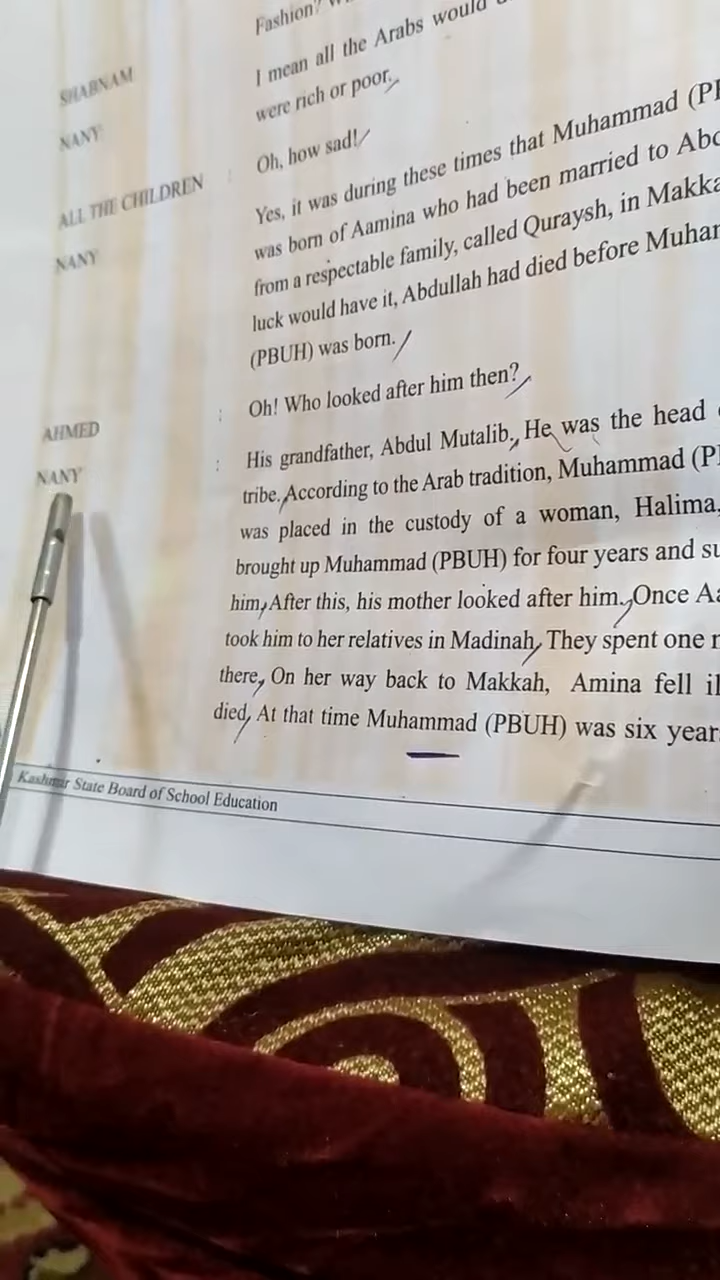 Fashion?
I mean all the Arabs would
SHABNAM
were rich or poor.
NANY
Oh, how sad!
ALL THE CHILDREN :
Yes, it was during these times that Muhammad
NANY
was born of Aamina who had been married to
from a respectable family, called Quraysh, in
luck would have it, Abdullah had died before
(PBUH) was born.
AHMED : Oh! Who looked after him then?
NANY : His grandfather, Abdul Mutalib, He was the head
tribe. According to the Arab tradition, Muhammad
was placed in the custody of a woman, Halima,
brought up Muhammad (PBUH) for four years and
him, After this, his mother looked after him. Once
took him to her relatives in Madinah, They spent one
there, On her way back to Makkah, Amina fell
died, At that time Muhammad (PBUH) was six
Kashmir State Board of School Education